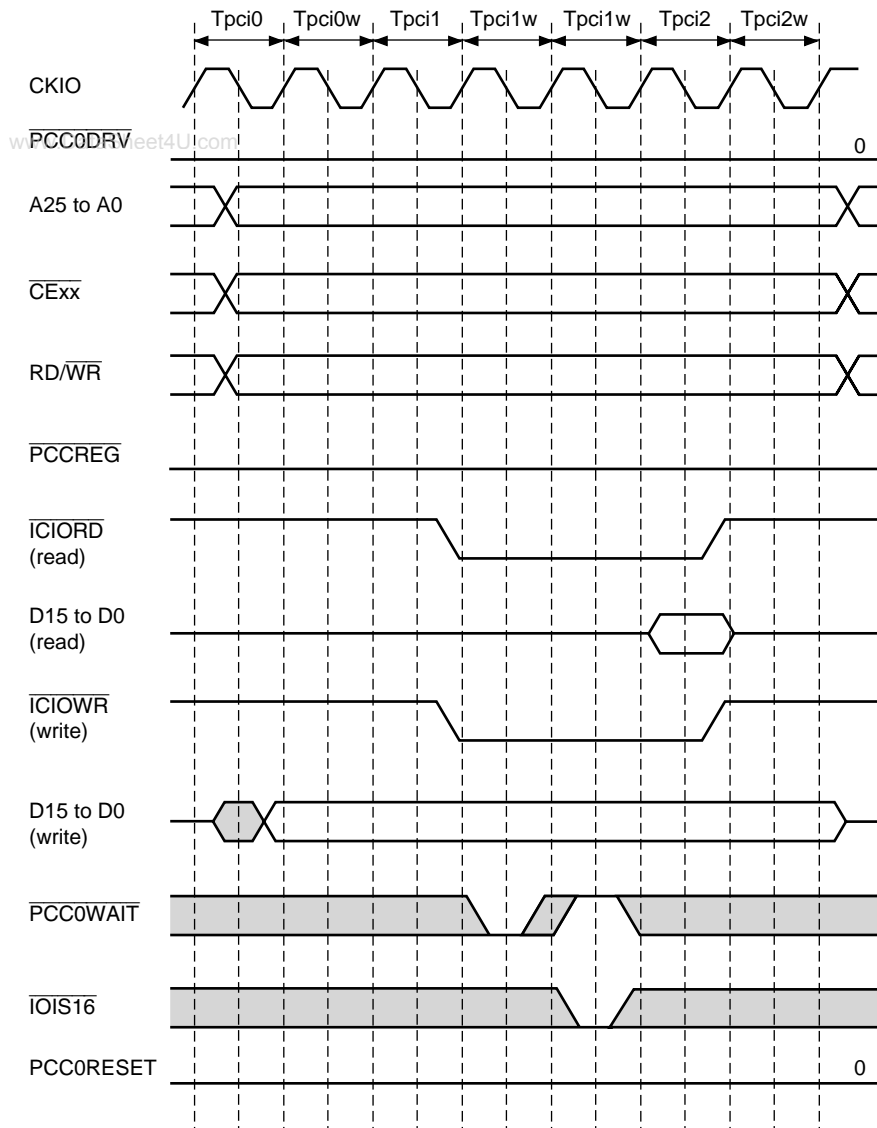 Tpci0 Tpci0w Tpci1 Tpci1w Tpci1w Tpci2 Tpci2w
CKIO
PCC0DRV
0
A25 to A0
CExx
RD/WR
PCCREG
ICIORD
(read)
D15 to D0
(read)
ICIOWR
(write)
D15 to D0
(write)
PCC0WAIT
IOIS16
PCC0RESET 0